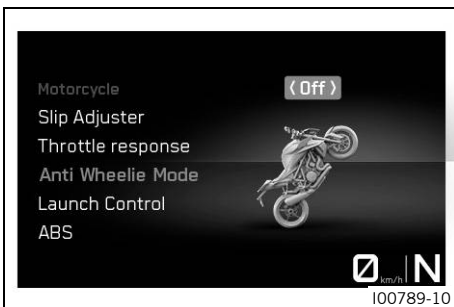 Motorcycle
‹ Off ›
Slip Adjuster
Throttle response
Anti Wheelie Mode
Launch Control
ABS
0 km/h N
I00789-10